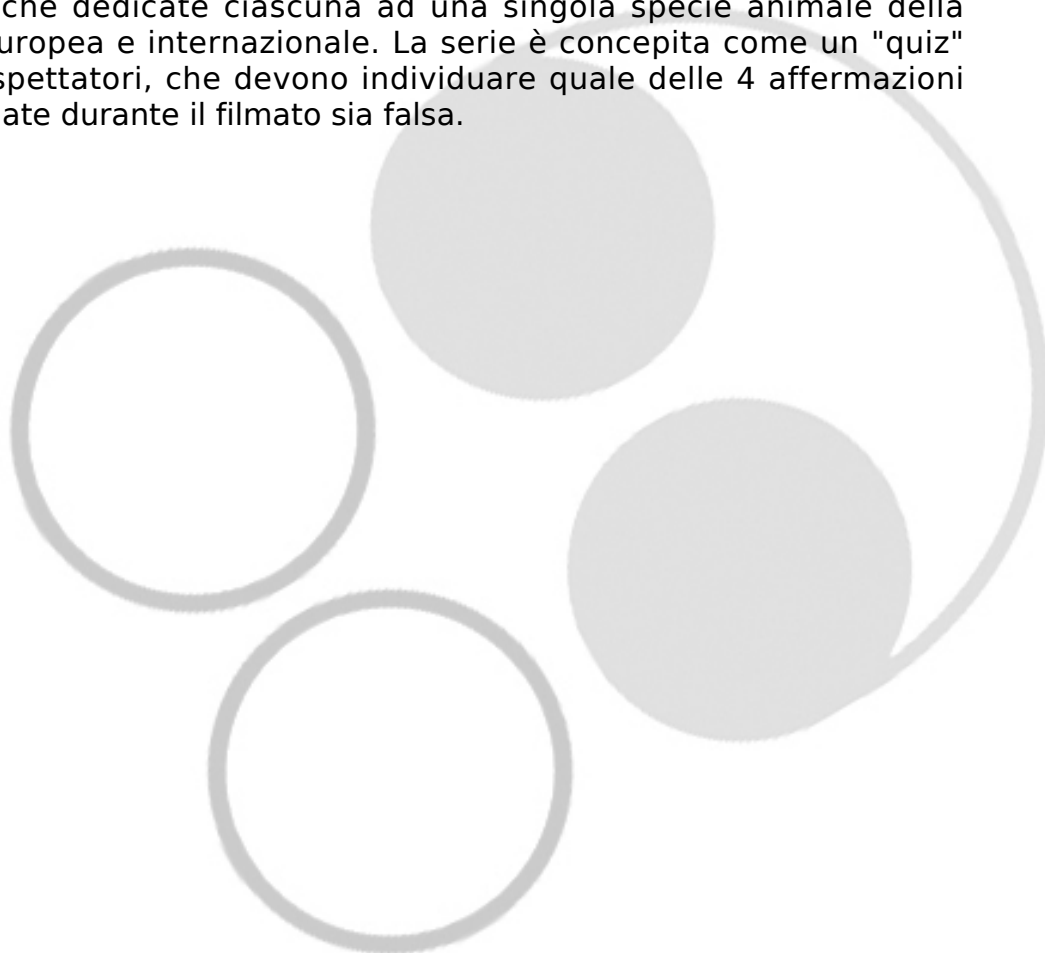 che dedicate ciascuna ad una singola specie animale della
uropea e internazionale. La serie è concepita come un "quiz"
spettatori, che devono individuare quale delle 4 affermazioni
ate durante il filmato sia falsa.